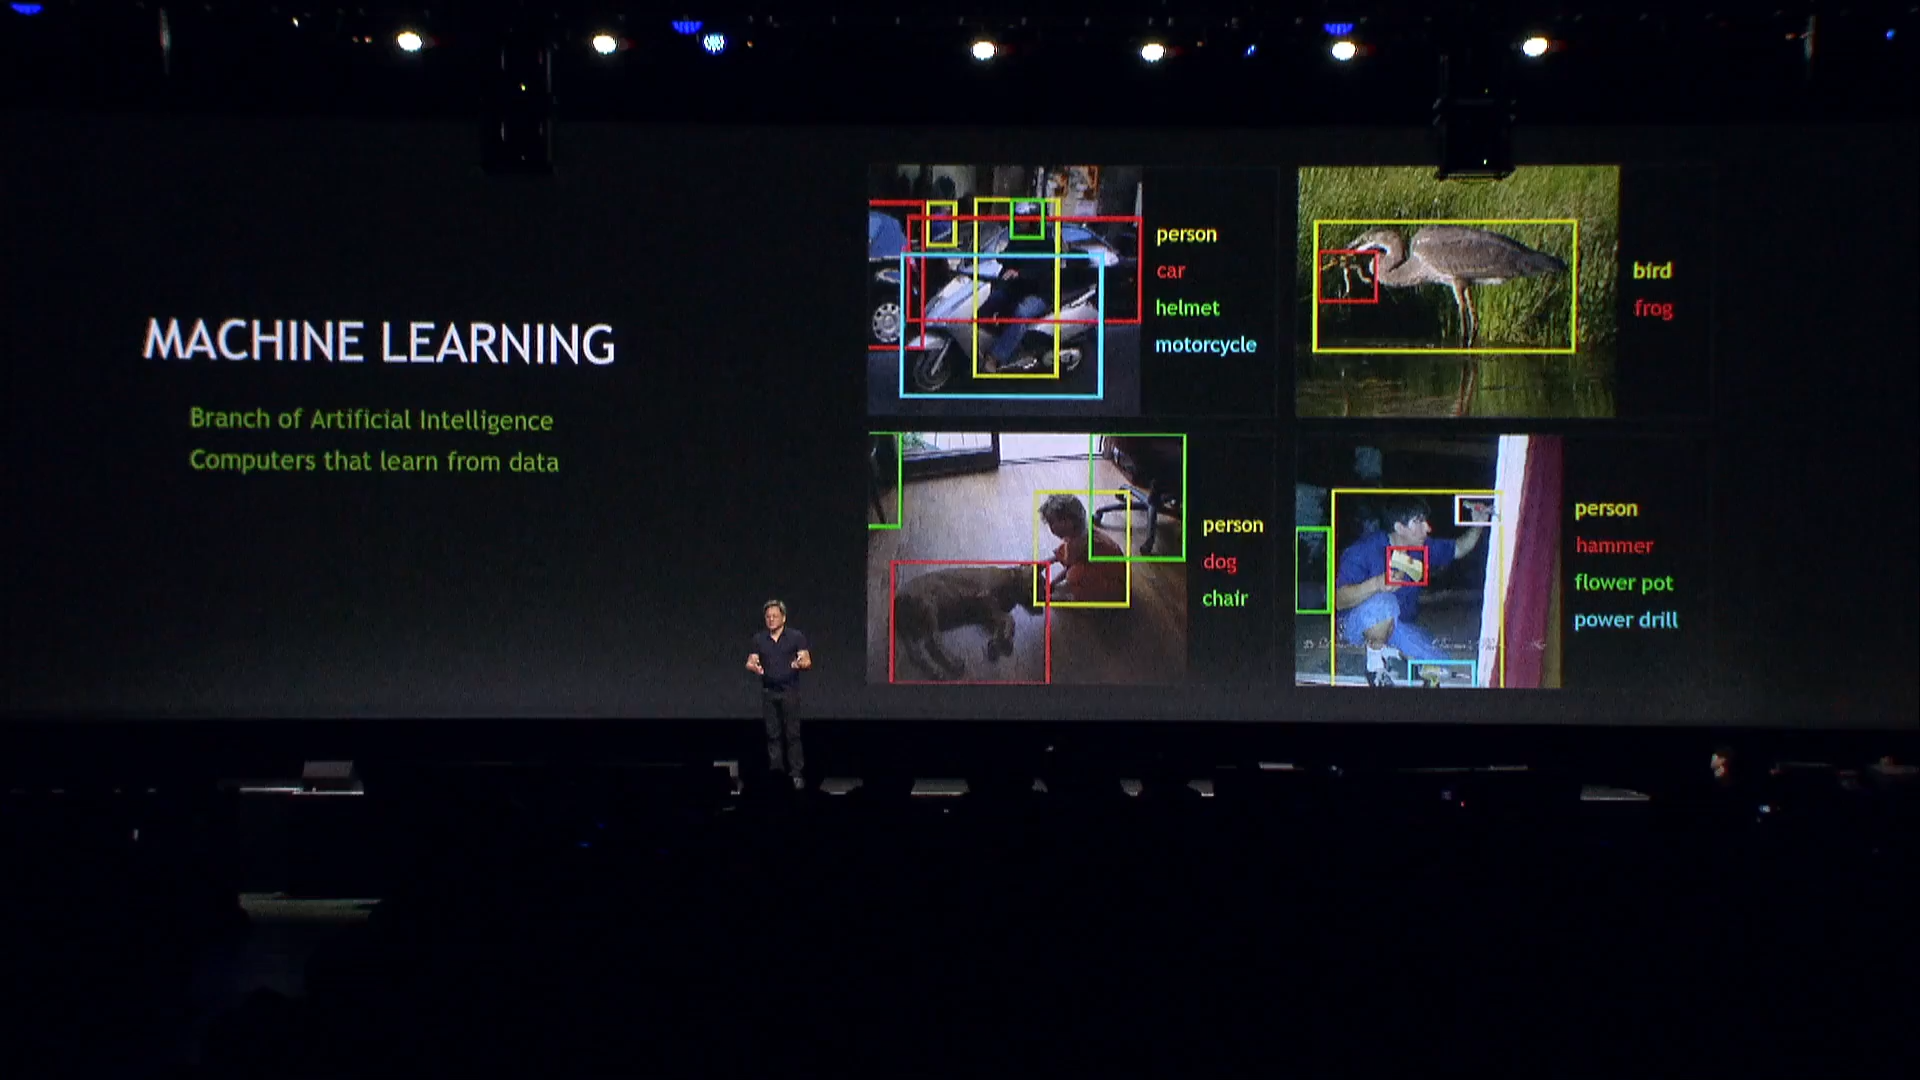 MACHINE LEARNING
Branch of Artificial Intelligence
Computers that learn from data
person
car
helmet
motorcycle
bird
frog
person
dog
chair
person
hammer
flower pot
power drill